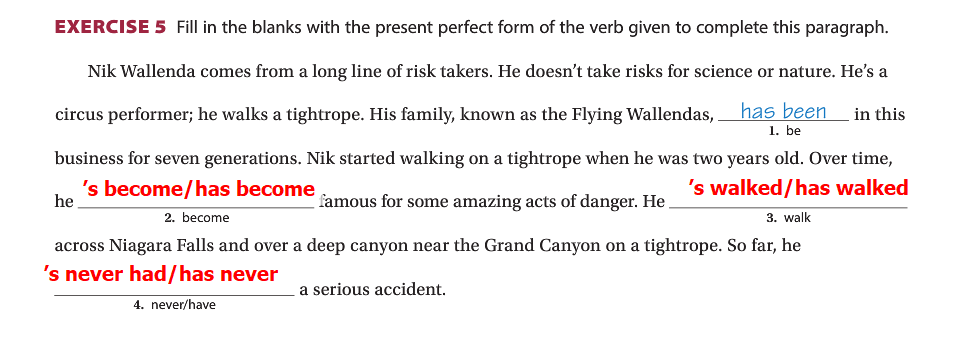 EXERCISE 5 Fill in the blanks with the present perfect form of the verb given to complete this paragraph.
Nik Wallenda comes from a long line of risk takers. He doesn't take risks for science or nature. He's a
circus performer; he walks a tightrope. His family, known as the Flying Wallendas, has been in this
1. be
business for seven generations. Nik started walking on a tightrope when he was two years old. Over time,
he 's become/has become famous for some amazing acts of danger. He 's walked/has walked
2. become 3. walk
across Niagara Falls and over a deep canyon near the Grand Canyon on a tightrope. So far, he
's never had/has never a serious accident.
4. never/have